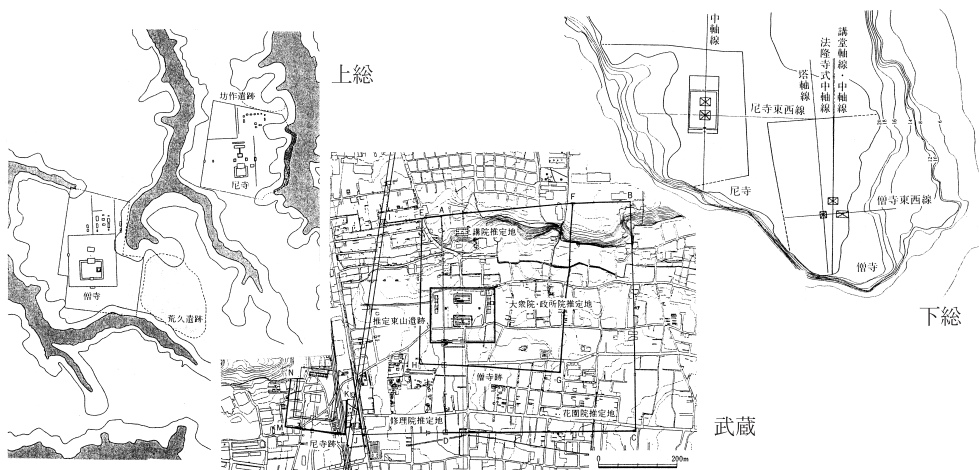 上総
坊作遺跡
尼寺
僧寺
荒久遺跡
武蔵
A
F
B
I
講院推定地
大衆院・政所院推定地
推定東山道跡
H
G
N
K
M
僧寺跡
修理院推定地
花園院推定地
尼寺跡
D
C
0 200m
下総
中軸線
講堂軸線・中軸線
法隆寺式中軸線
塔軸線
尼寺東西線
僧寺東西線
尼寺
僧寺